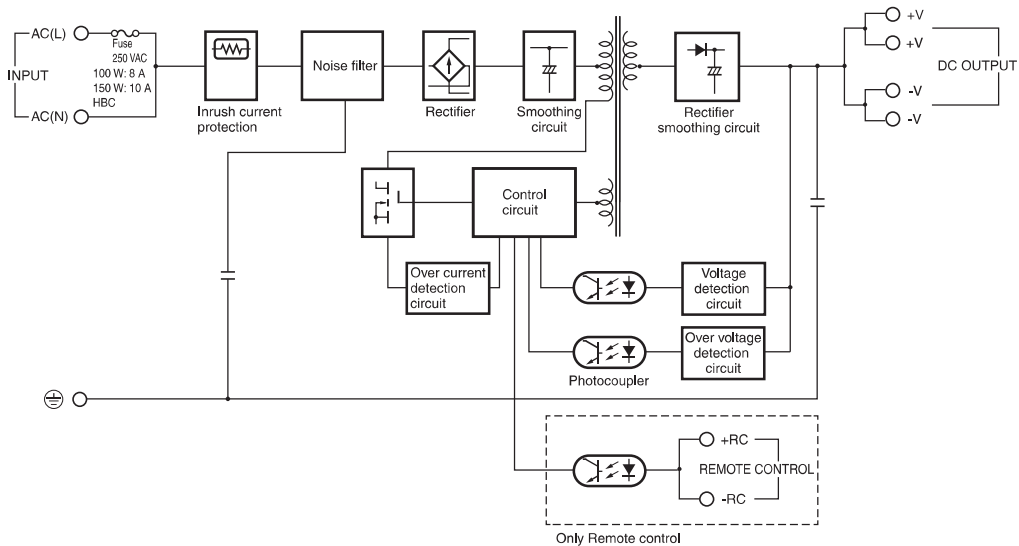 AC(L)
Fuse
250 VAC
100 W: 8 A
150 W: 10 A
HBC
INPUT
AC(N)
Inrush current
protection
Noise filter
Rectifier
Smoothing
circuit
Rectifier
smoothing circuit
+V
+V
DC OUTPUT
-V
-V
Control
circuit
Over current
detection
circuit
Voltage
detection
circuit
Over voltage
detection
circuit
Photocoupler
+RC
REMOTE CONTROL
-RC
Only Remote control